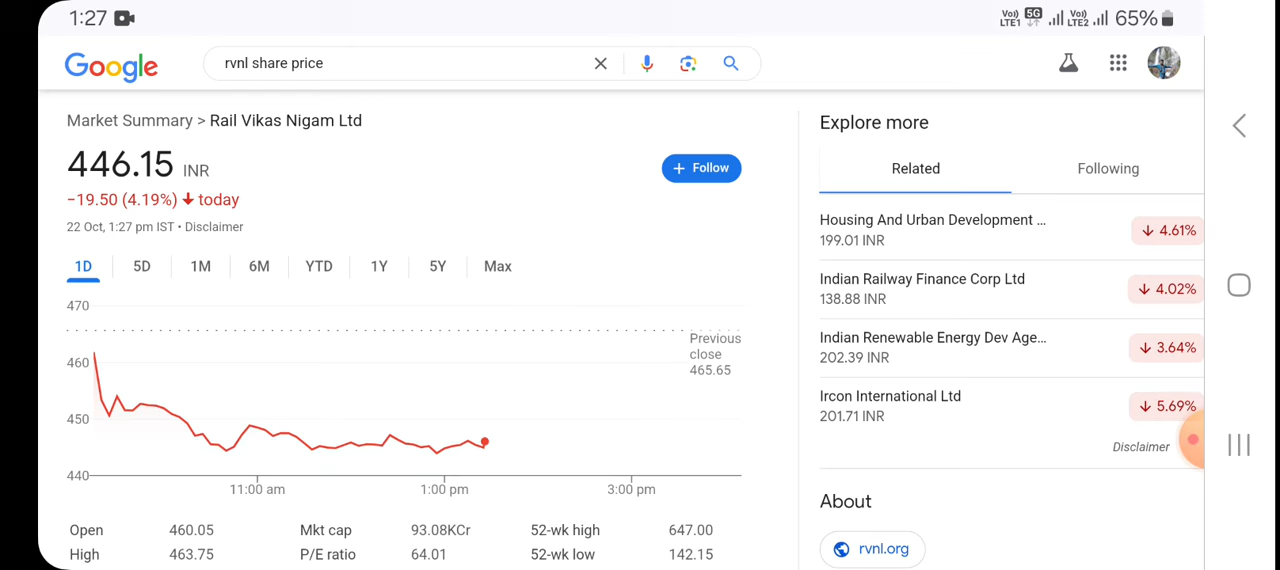 1:27
Vo)) LTE1 5G Vo)) LTE2 65%
Google
rvnl share price
Market Summary > Rail Vikas Nigam Ltd
446.15 INR
+ Follow
−19.50 (4.19%) ↓ today
22 Oct, 1:27 pm IST • Disclaimer
1D 5D 1M 6M YTD 1Y 5Y Max
470
460
450
440
Previous
close
465.65
11:00 am 1:00 pm 3:00 pm
Open 460.05 Mkt cap 93.08KCr 52-wk high 647.00
High 463.75 P/E ratio 64.01 52-wk low 142.15
Explore more
Related Following
Housing And Urban Development ...
199.01 INR
↓ 4.61%
Indian Railway Finance Corp Ltd
138.88 INR
↓ 4.02%
Indian Renewable Energy Dev Age...
202.39 INR
↓ 3.64%
Ircon International Ltd
201.71 INR
↓ 5.69%
Disclaimer
About
rvnl.org